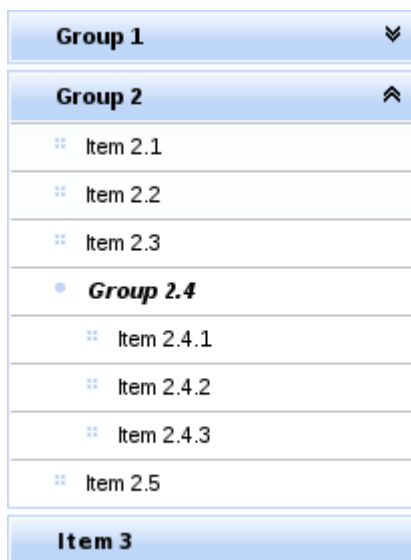 Group 1
Group 2
Item 2.1
Item 2.2
Item 2.3
Group 2.4
Item 2.4.1
Item 2.4.2
Item 2.4.3
Item 2.5
Item 3